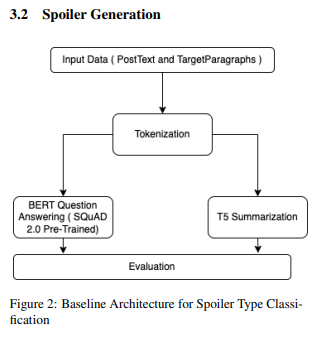 3.2 Spoiler Generation
Input Data ( PostText and TargetParagraphs )
Tokenization
BERT Question
Answering ( SQuAD
2.0 Pre-Trained)
T5 Summarization
Evaluation
Figure 2: Baseline Architecture for Spoiler Type Classi-
fication